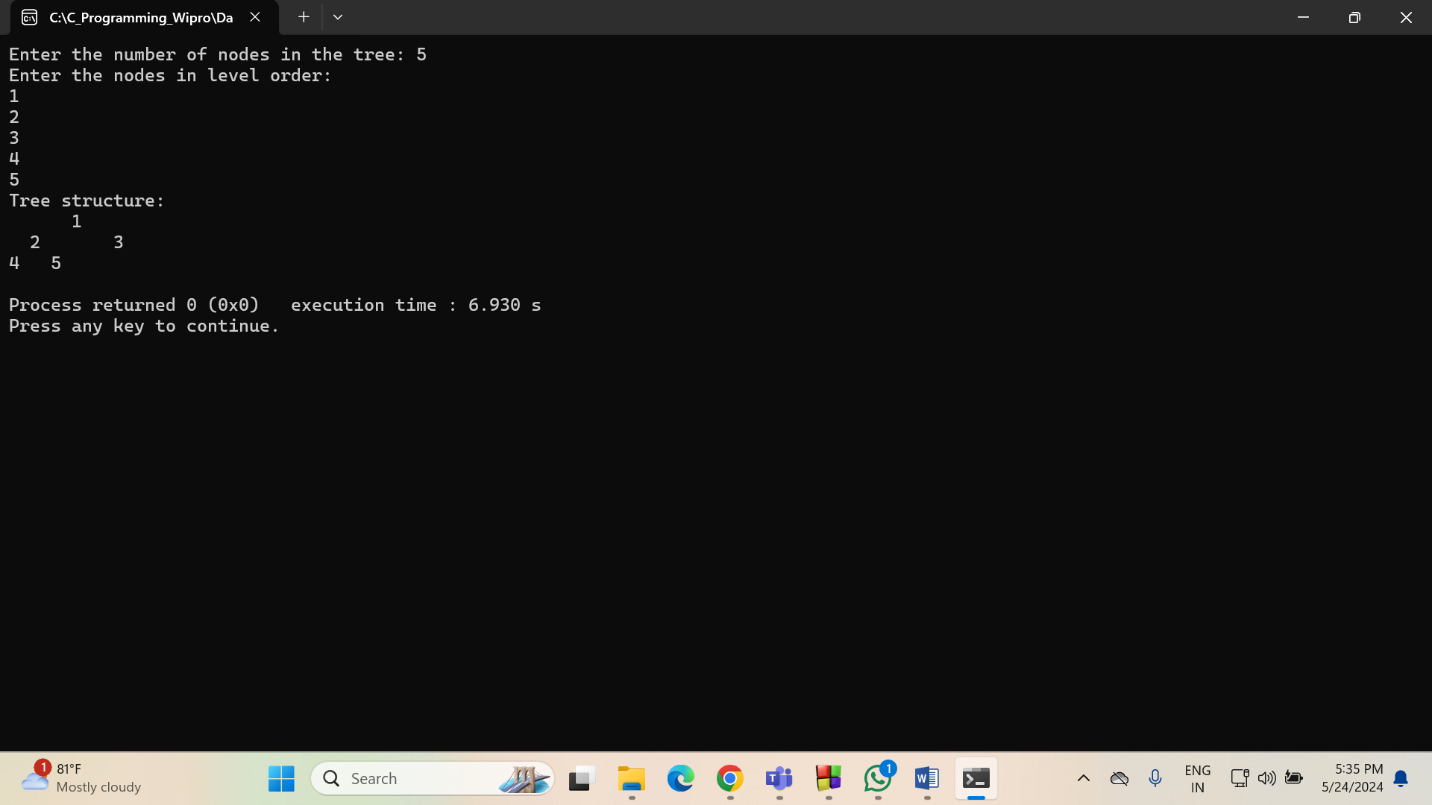 C:\C_Programming_Wipro\Da
Enter the number of nodes in the tree: 5
Enter the nodes in level order:
1
2
3
4
5
Tree structure:
      1
  2       3
4   5
Process returned 0 (0x0)   execution time : 6.930 s
Press any key to continue.
1
81°F
Mostly cloudy
Search
1
ENG
IN
5:35 PM
5/24/2024